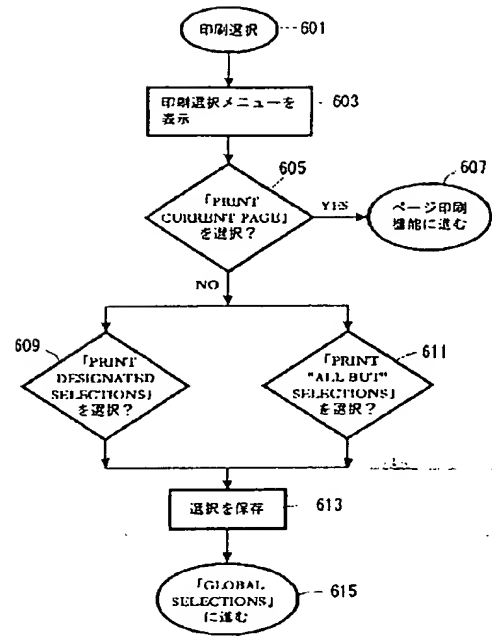 印刷選択
601
印刷選択メニューを
表示
603
605
「PRINT
CURRENT PAGE」
を選択？
YES
607
ページ印刷
機能に進む
NO
609
「PRINT
DESIGNATED
SELECTIONS」
を選択？
611
「PRINT
"ALL BUT"
SELECTIONS」
を選択？
選択を保存
613
「GLOBAL
SELECTIONS」
に進む
615